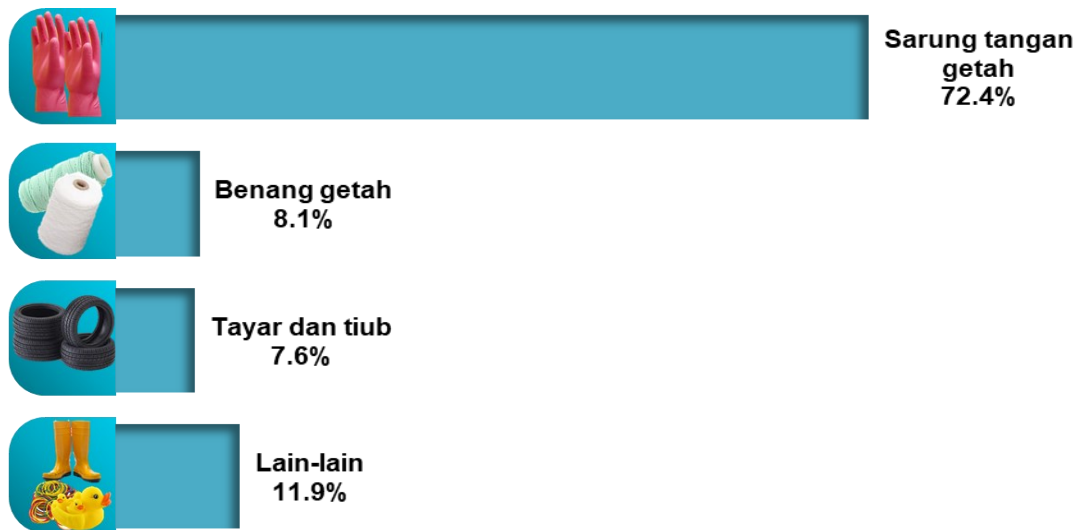 Sarung tangan
getah
72.4%
Benang getah
8.1%
Tayar dan tiub
7.6%
Lain-lain
11.9%